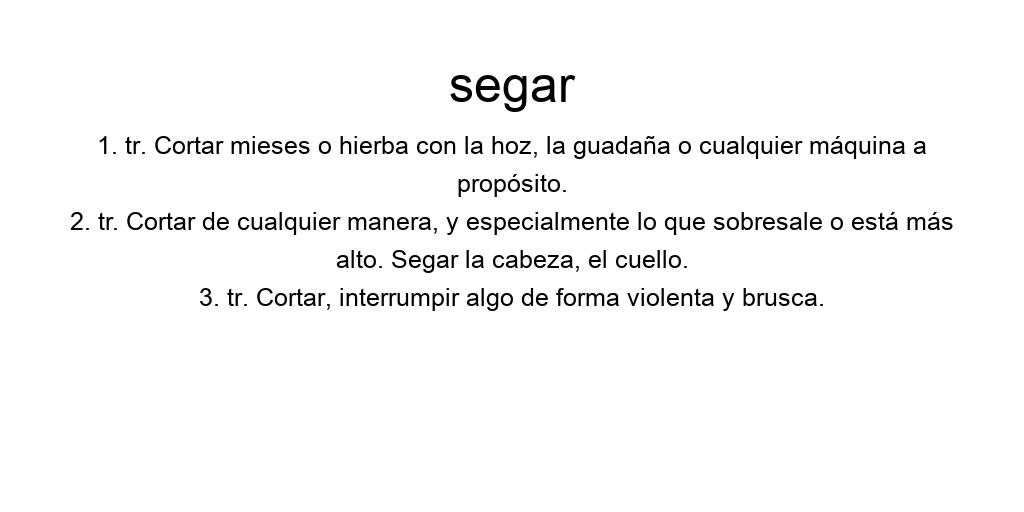 segar
1. tr. Cortar mieses o hierba con la hoz, la guadaña o cualquier máquina a
propósito.
2. tr. Cortar de cualquier manera, y especialmente lo que sobresale o está más
alto. Segar la cabeza, el cuello.
3. tr. Cortar, interrumpir algo de forma violenta y brusca.